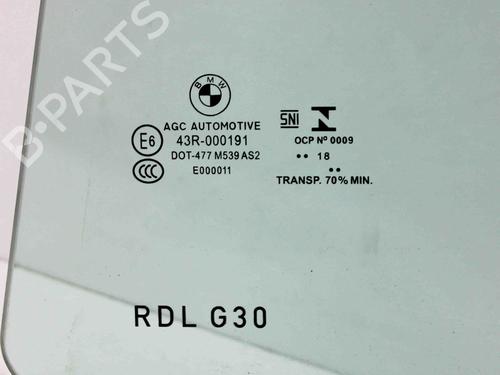 B-PARTS
BMW
AGC AUTOMOTIVE
E6
43R-000191
DOT-477 M539 AS2
CCC
E000011
SNI
OCP Nº 0009
•• 18
••
TRANSP. 70% MIN.
RDL G30